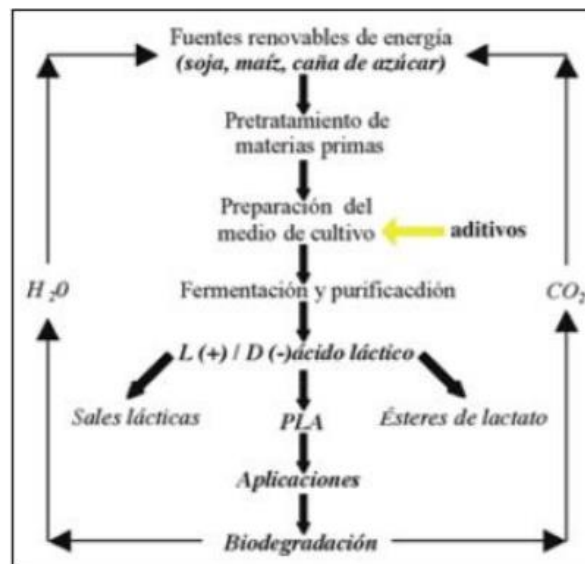 Fuentes renovables de energía
(soja, maíz, caña de azúcar)
Pretratamiento de
materias primas
Preparación del
medio de cultivo
aditivos
H₂0
Fermentación y purificacdión
CO₂
L (+) / D (-)ácido láctico
Sales lácticas
PLA
Ésteres de lactato
Aplicaciones
Biodegradación